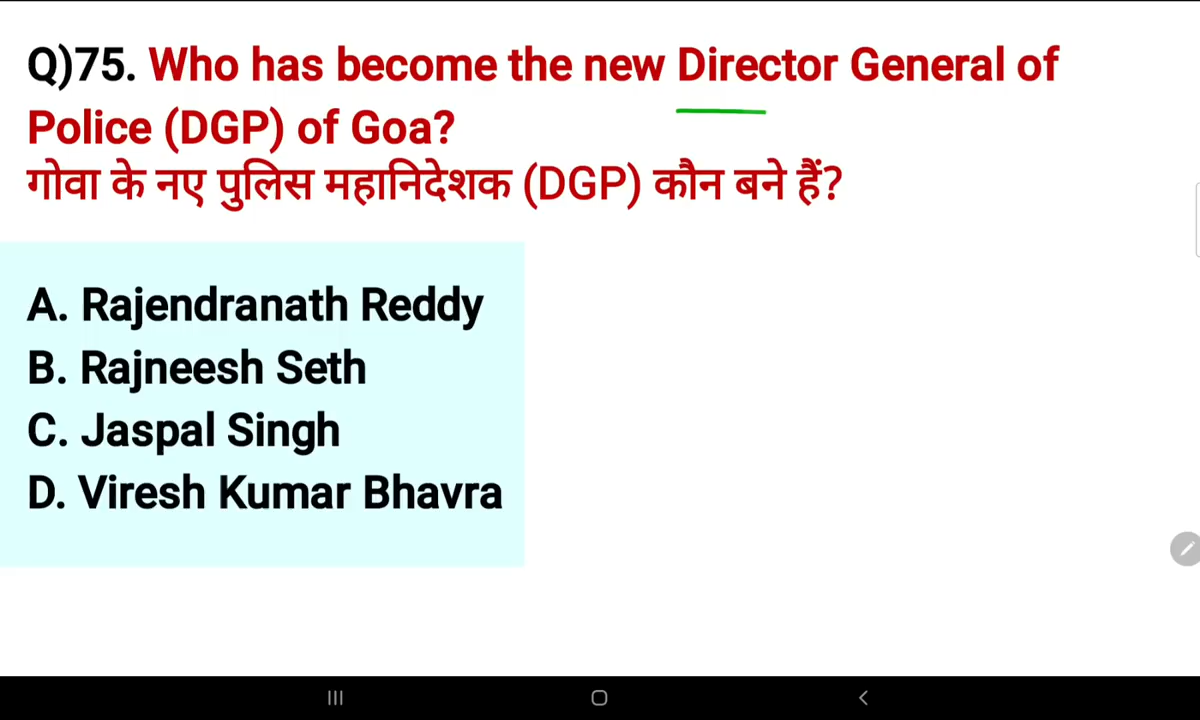 Q)75. Who has become the new Director General of
Police (DGP) of Goa?
गोवा के नए पुलिस महानिदेशक (DGP) कौन बने हैं?
A. Rajendranath Reddy
B. Rajneesh Seth
C. Jaspal Singh
D. Viresh Kumar Bhavra